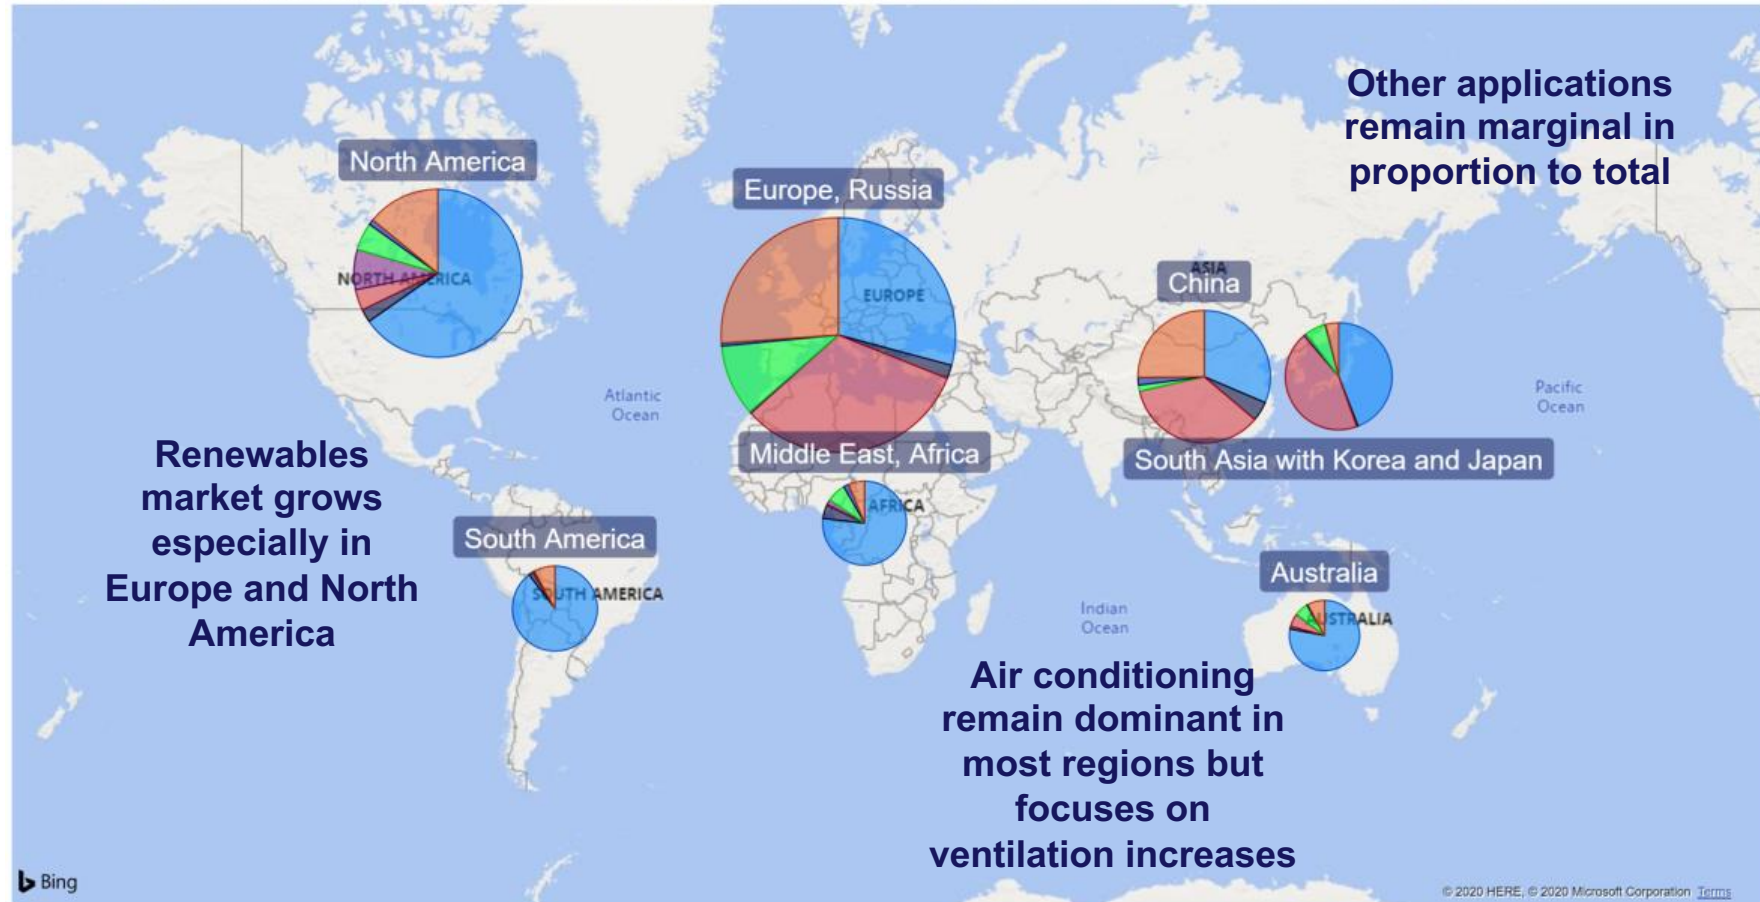 Other applications
remain marginal in
proportion to total
North America
Europe, Russia
NORTH AMERICA
EUROPE
ASIA
China
Atlantic
Ocean
Pacific
Ocean
Renewables
market grows
especially in
Europe and North
America
Middle East, Africa
South Asia with Korea and Japan
AFRICA
South America
SOUTH AMERICA
Australia
AUSTRALIA
Indian
Ocean
Air conditioning
remain dominant in
most regions but
focuses on
ventilation increases
Bing
© 2020 HERE, © 2020 Microsoft Corporation Terms